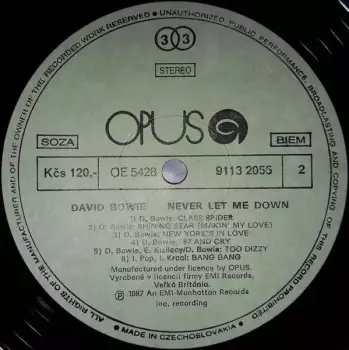 33
STEREO
OPUS
SOZA
BIEM
Kčs 120,-
OE 5428
9113 2055
2
DAVID BOWIE NEVER LET ME DOWN
1) D. Bowie: GLASS SPIDER
2) D. Bowie: SHINING STAR (MAKIN' MY LOVE)
3) D. Bowie: NEW YORK'S IN LOVE
4) D. Bowie: '87 AND CRY
5) D. Bowie, E. Kizilcay/D. Bowie: TOO DIZZY
6) I. Pop, I. Kraal: BANG BANG
Manufactured under licence by OPUS.
Vyrobené v licencii firmy EMI Records,
Veľká Británia.
Ⓟ 1987 An EMI-Manhattan Records
inc. recording
ALL RIGHTS OF THE MANUFACTURER AND OF THE OWNER OF THE RECORDED WORK RESERVED • UNAUTHORIZED PUBLIC PERFORMANCE, BROADCASTING AND COPYING OF THIS RECORD PROHIBITED
• MADE IN CZECHOSLOVAKIA •